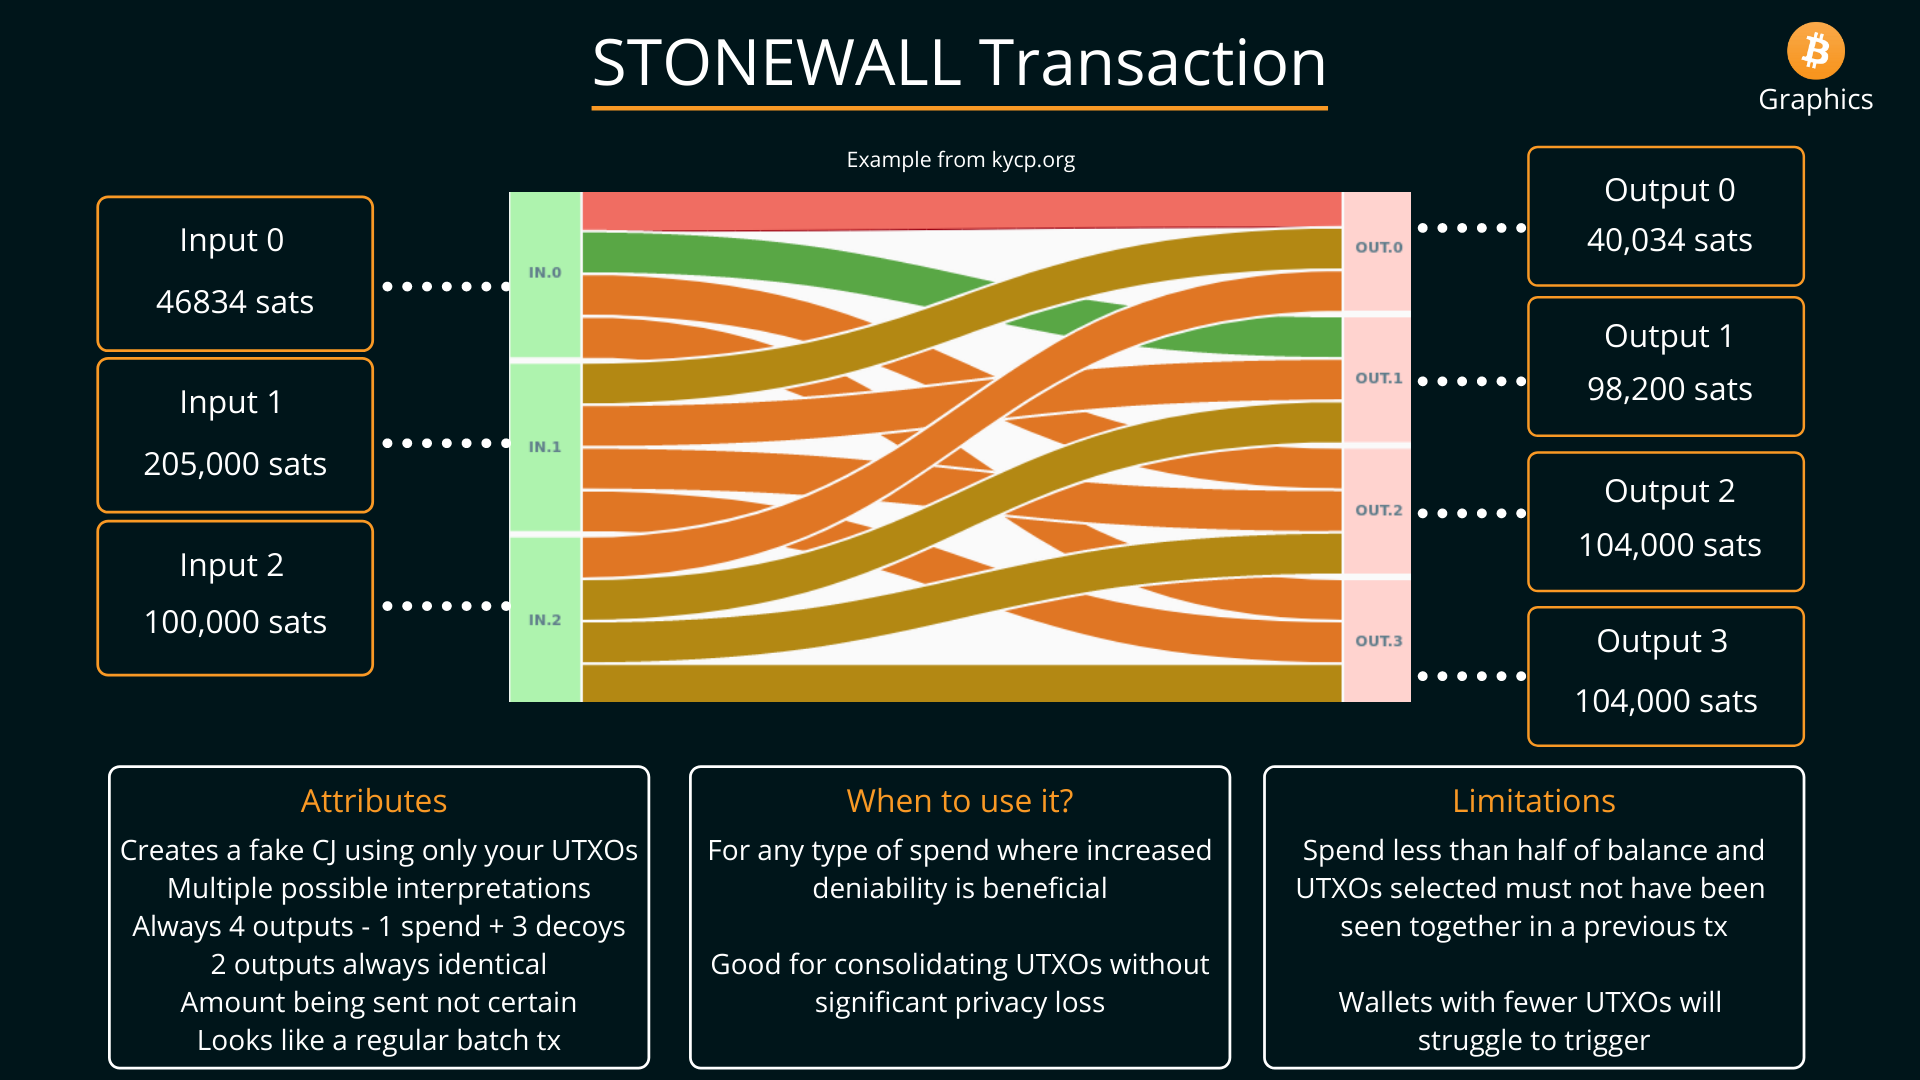 STONEWALL Transaction
Graphics
Example from kycp.org
Input 0
46834 sats
Input 1
205,000 sats
Input 2
100,000 sats
IN.0
IN.1
IN.2
OUT.0
OUT.1
OUT.2
OUT.3
Output 0
40,034 sats
Output 1
98,200 sats
Output 2
104,000 sats
Output 3
104,000 sats
Attributes
Creates a fake CJ using only your UTXOs
Multiple possible interpretations
Always 4 outputs - 1 spend + 3 decoys
2 outputs always identical
Amount being sent not certain
Looks like a regular batch tx
When to use it?
For any type of spend where increased
deniability is beneficial
Good for consolidating UTXOs without
significant privacy loss
Limitations
Spend less than half of balance and
UTXOs selected must not have been
seen together in a previous tx
Wallets with fewer UTXOs will
struggle to trigger